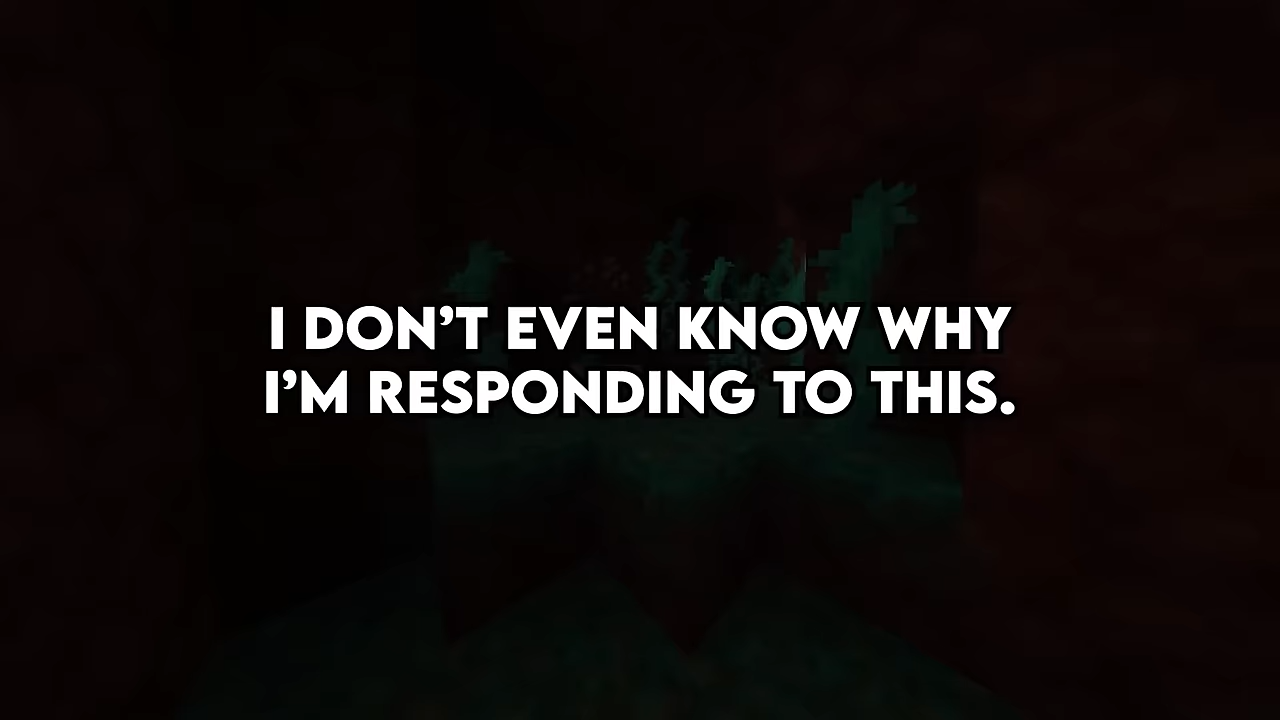 I DON’T EVEN KNOW WHY
I’M RESPONDING TO THIS.